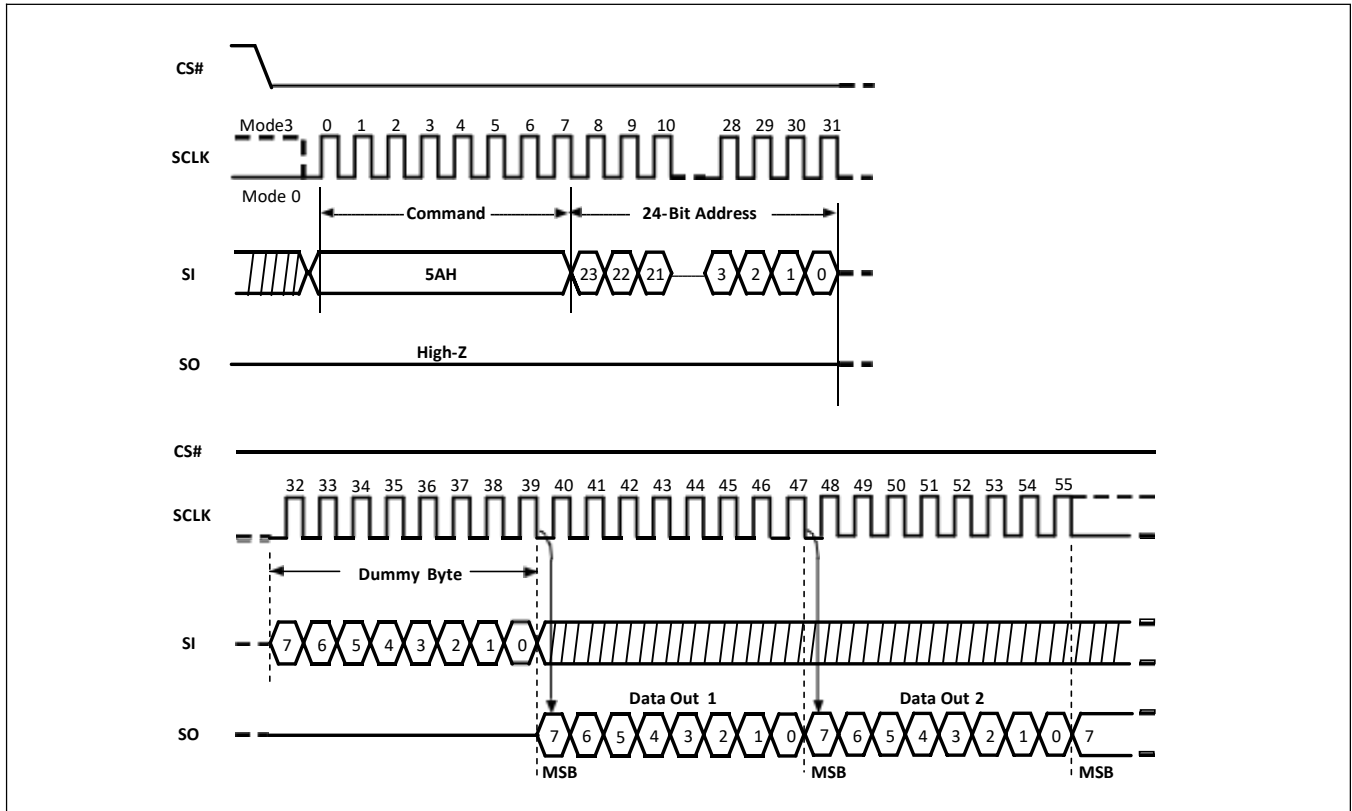 CS#
Mode3 0 1 2 3 4 5 6 7 8 9 10 28 29 30 31
SCLK
Mode 0
Command 24-Bit Address
SI 5AH 23 22 21 3 2 1 0
High-Z
SO
CS#
32 33 34 35 36 37 38 39 40 41 42 43 44 45 46 47 48 49 50 51 52 53 54 55
SCLK
Dummy Byte
SI 7 6 5 4 3 2 1 0
Data Out 1 Data Out 2
SO 7 6 5 4 3 2 1 0 7 6 5 4 3 2 1 0 7
MSB MSB MSB